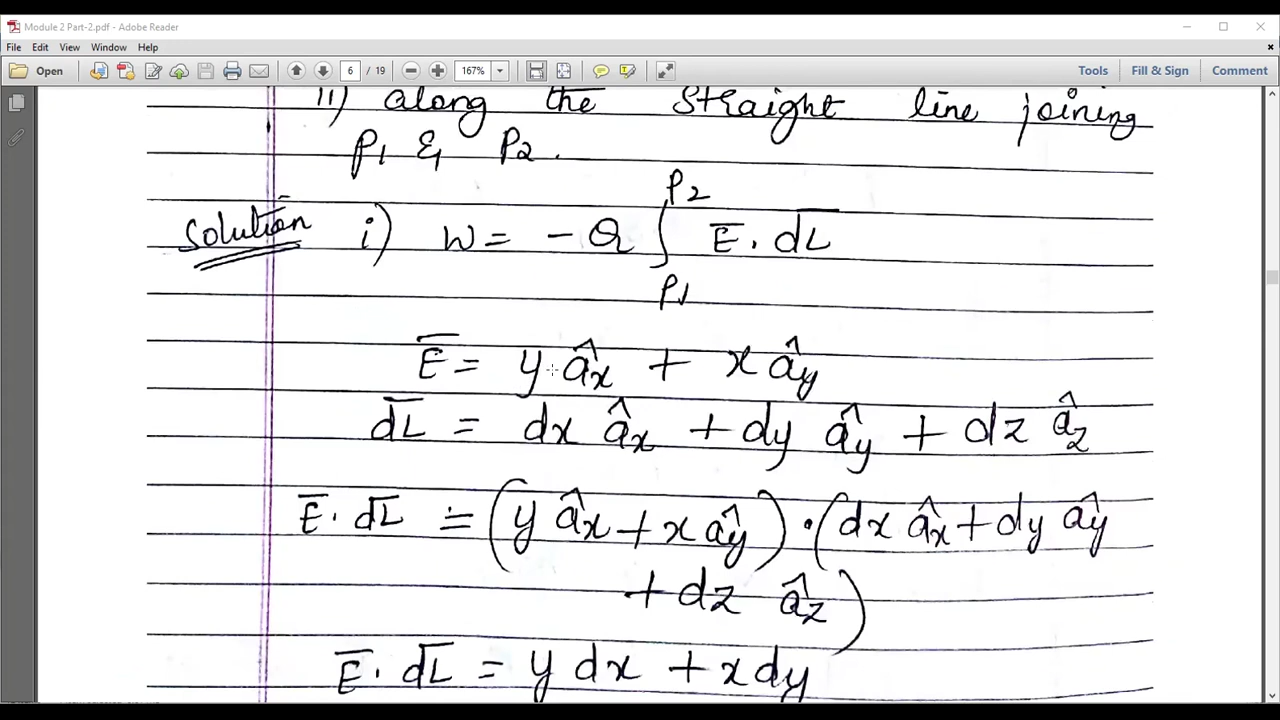 Module 2 Part-2.pdf - Adobe Reader
File Edit View Window Help
Open 6 / 19 167% Tools Fill & Sign Comment
ii) along the straight line joining
P1 & P2.
Solution i) W = - Q ∫ P2 P1 E̅ . dL̅
E̅ = y âx + x ây
dL̅ = dx âx + dy ây + dz âz
E̅ . dL̅ = (y âx + x ây) . (dx âx + dy ây
+ dz âz)
E̅ . dL̅ = y dx + x dy